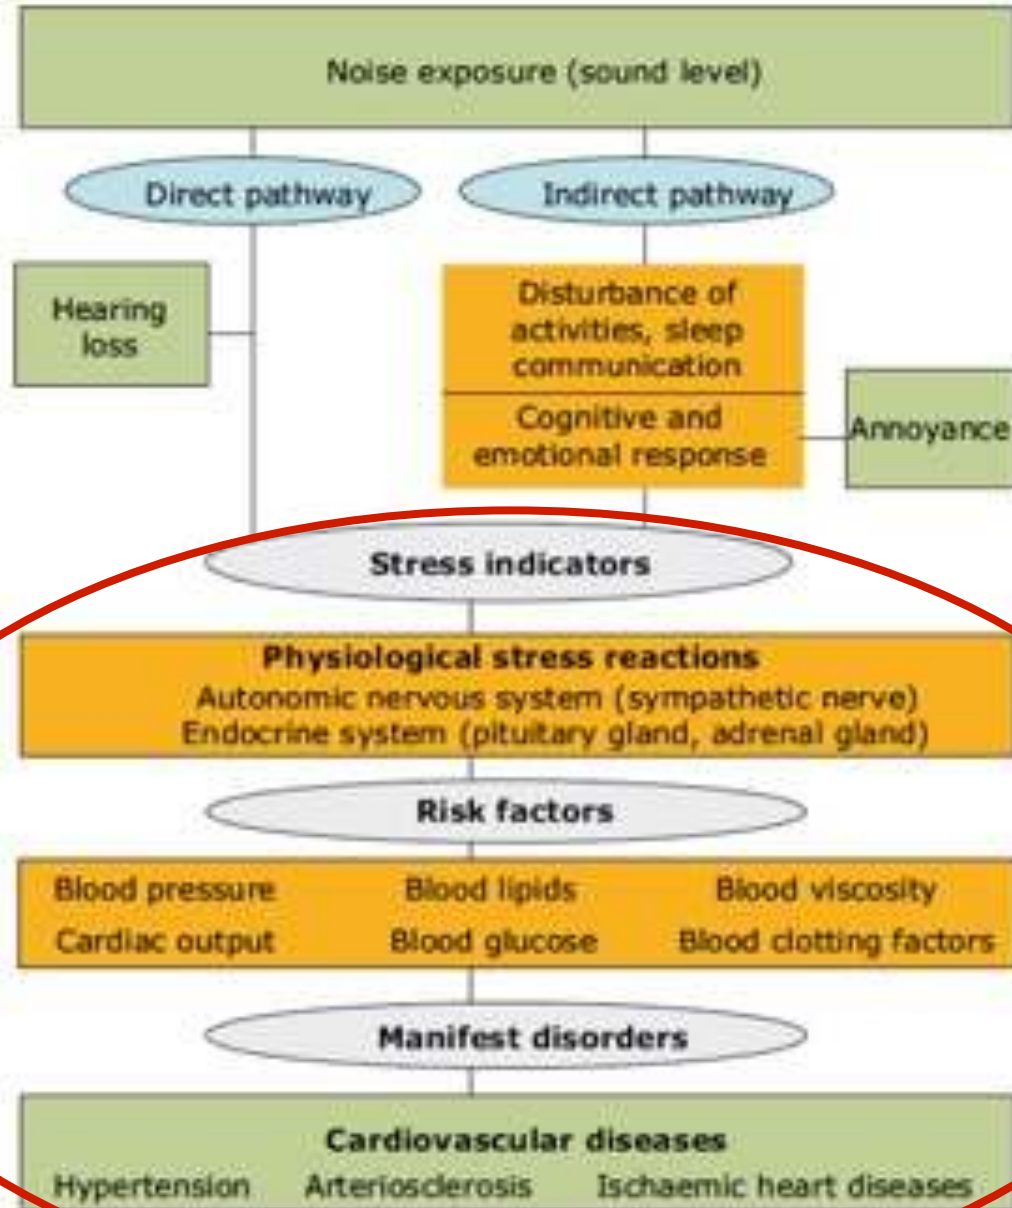 Noise exposure (sound level)
Direct pathway
Indirect pathway
Hearing
loss
Disturbance of
activities, sleep
communication
Cognitive and
emotional response
Annoyance
Stress indicators
Physiological stress reactions
Autonomic nervous system (sympathetic nerve)
Endocrine system (pituitary gland, adrenal gland)
Risk factors
Blood pressure Blood lipids Blood viscosity
Cardiac output Blood glucose Blood clotting factors
Manifest disorders
Cardiovascular diseases
Hypertension Arteriosclerosis Ischaemic heart diseases